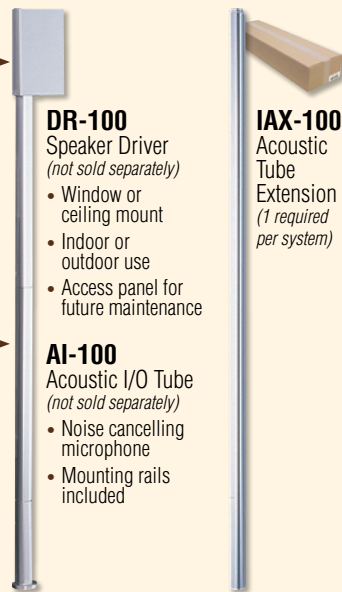 DR-100
Speaker Driver
(not sold separately)
• Window or
ceiling mount
• Indoor or
outdoor use
• Access panel for
future maintenance
AI-100
Acoustic I/O Tube
(not sold separately)
• Noise cancelling
microphone
• Mounting rails
included
IAX-100
Acoustic
Tube
Extension
(1 required
per system)